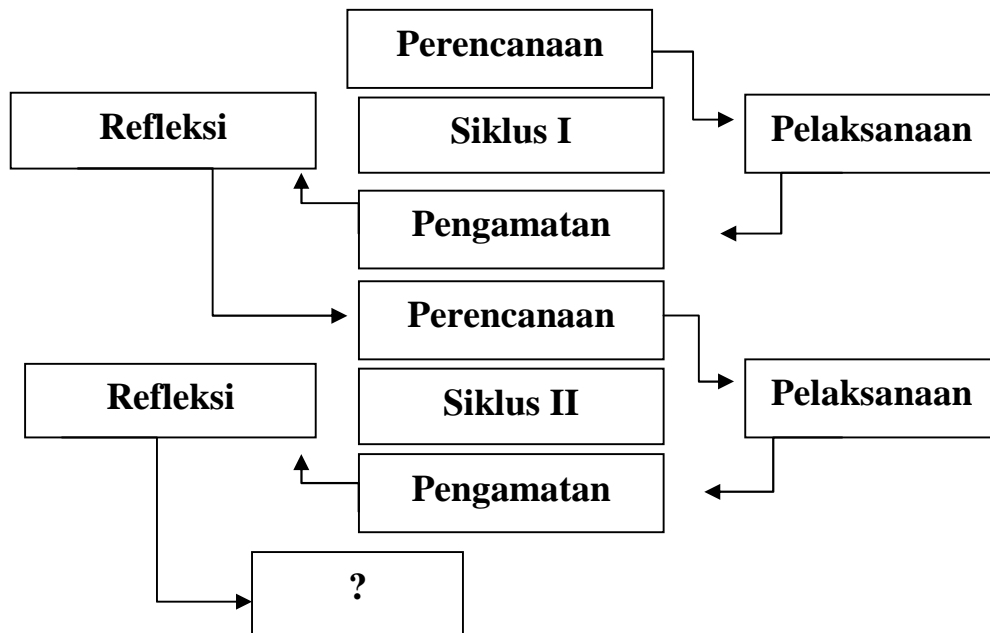 Perencanaan
Refleksi
Siklus I
Pelaksanaan
Pengamatan
Perencanaan
Refleksi
Siklus II
Pelaksanaan
Pengamatan
?